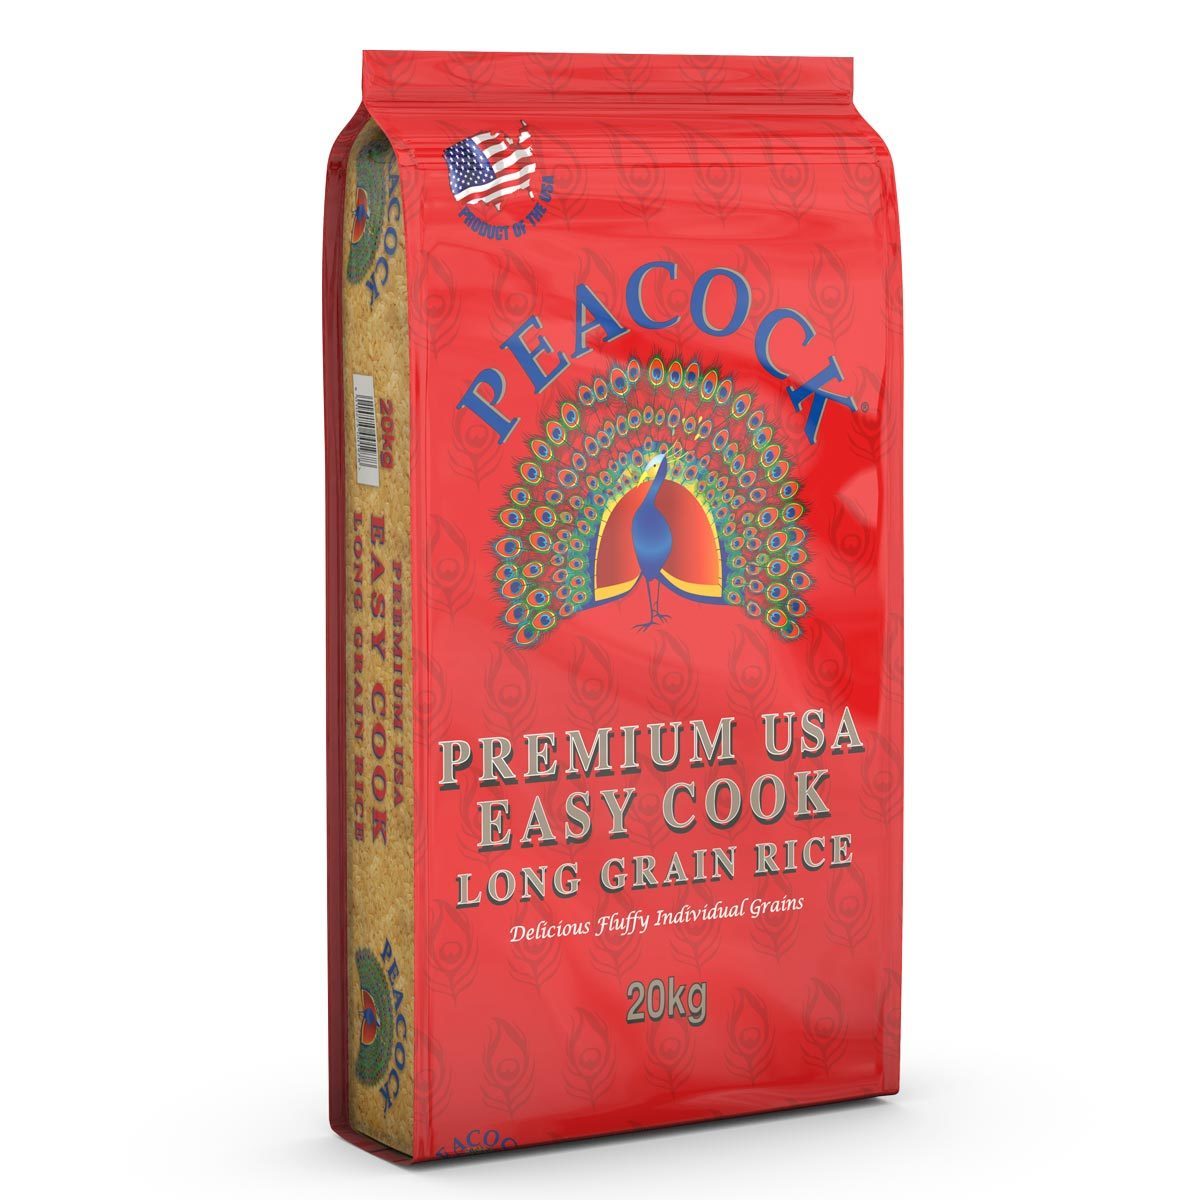 PRODUCT OF THE USA
PEACOCK®
PREMIUM USA
EASY COOK
LONG GRAIN RICE
Delicious Fluffy Individual Grains
20kg
PEACOCK
20kg
PREMIUM USA
EASY COOK
LONG GRAIN RICE
PEACOCK
PEACOCK